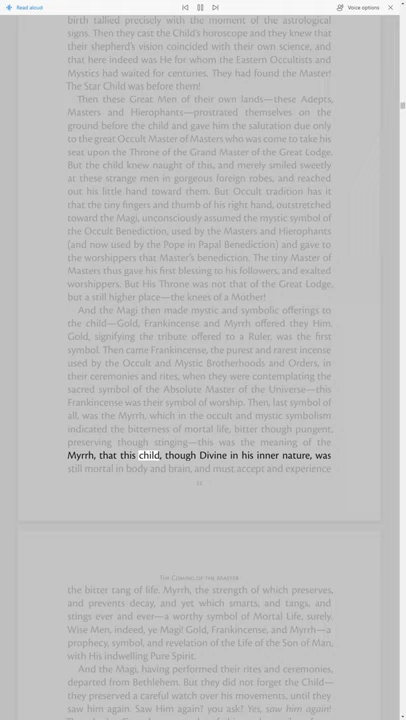 Read aloud
Voice options
birth tallied precisely with the moment of the astrological
signs. Then they cast the Child's horoscope and they knew that
their shepherd's vision coincided with their own science, and
that here indeed was He for whom the Eastern Occultists and
Mystics had waited for centuries. They had found the Master!
The Star Child was before them!
Then these Great Men of their own lands—these Adepts,
Masters and Hierophants—prostrated themselves on the
ground before the child and gave him the salutation due only
to the great Occult Master of Masters who was come to take his
seat upon the Throne of the Grand Master of the Great Lodge.
But the child knew naught of this, and merely smiled sweetly
at these strange men in gorgeous foreign robes, and reached
out his little hand toward them. But Occult tradition has it
that the tiny fingers and thumb of his right hand, outstretched
toward the Magi, unconsciously assumed the mystic symbol of
the Occult Benediction, used by the Masters and Hierophants
(and now used by the Pope in Papal Benediction) and gave to
the worshippers that Master's benediction. The tiny Master of
Masters thus gave his first blessing to his followers, and exalted
worshippers. But His Throne was not that of the Great Lodge,
but a still higher place—the knees of a Mother!
And the Magi then made mystic and symbolic offerings to
the child—Gold, Frankincense and Myrrh offered they Him.
Gold, signifying the tribute offered to a Ruler, was the first
symbol. Then came Frankincense, the purest and rarest incense
used by the Occult and Mystic Brotherhoods and Orders, in
their ceremonies and rites, when they were contemplating the
sacred symbol of the Absolute Master of the Universe—this
Frankincense was their symbol of worship. Then, last symbol of
all, was the Myrrh, which in the occult and mystic symbolism
indicated the bitterness of mortal life, bitter though pungent,
preserving though stinging—this was the meaning of the
Myrrh, that this child, though Divine in his inner nature, was
still mortal in body and brain, and must accept and experience
The Coming of the Master
the bitter tang of life. Myrrh, the strength of which preserves,
and prevents decay, and yet which smarts, and tangs, and
stings ever and ever—a worthy symbol of Mortal Life, surely.
Wise Men, indeed, ye Magi! Gold, Frankincense, and Myrrh—a
prophecy, symbol, and revelation of the Life of the Son of Man,
with His indwelling Pure Spirit.
And the Magi, having performed their rites and ceremonies,
departed from Bethlehem. But they did not forget the Child—
they preserved a careful watch over his movements, until they
saw him again. Saw Him again? you ask? Yes, saw him again!